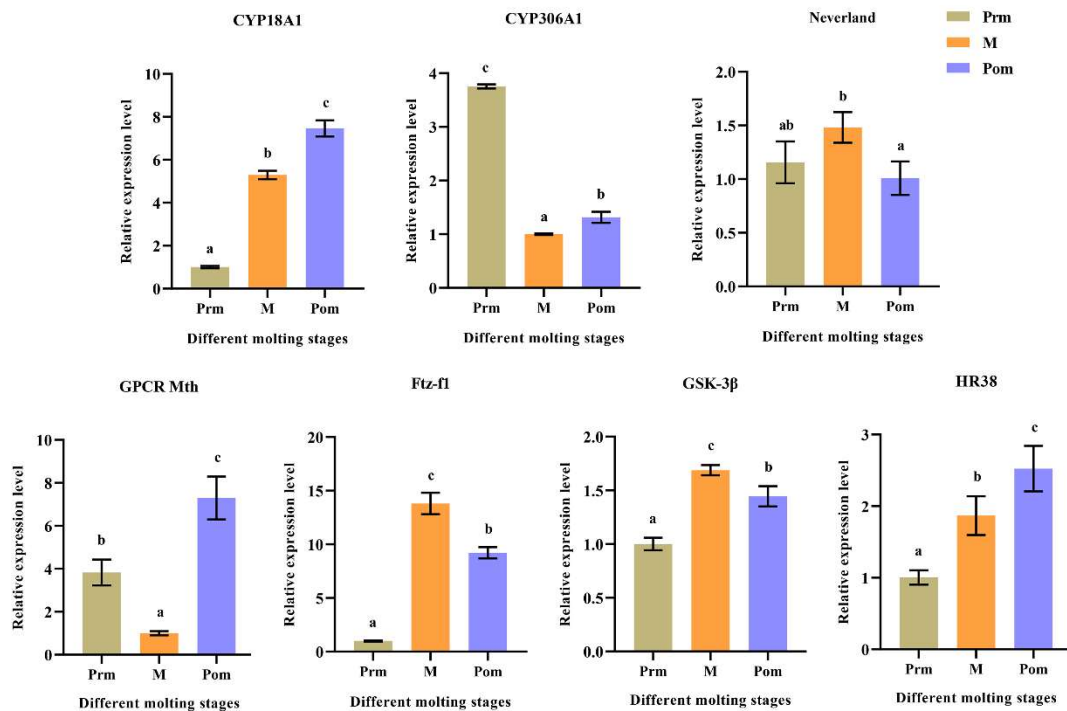 CYP18A1
CYP306A1
Neverland
Prm
M
Pom
Relative expression level
10
8
6
4
2
0
a
b
c
Prm M Pom
Different molting stages
Relative expression level
4
3
2
1
0
c
a
b
Prm M Pom
Different molting stages
Relative expression level
2.0
1.5
1.0
0.5
0.0
ab
b
a
Prm M Pom
Different molting stages
GPCR Mth
Ftz-f1
GSK-3β
HR38
Relative expression level
10
8
6
4
2
0
b
a
c
Prm M Pom
Different molting stages
Relative expression level
20
15
10
5
0
a
c
b
Prm M Pom
Different molting stages
Relative expression level
2.0
1.5
1.0
0.5
0.0
a
c
b
Prm M Pom
Different molting stages
Relative expression level
3
2
1
0
a
b
c
Prm M Pom
Different molting stages